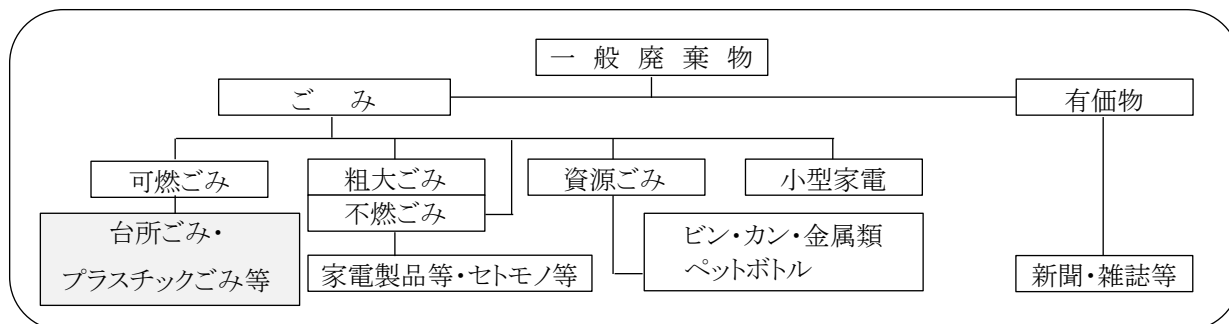 一 般 廃 棄 物
ご み
有価物
可燃ごみ
粗大ごみ
資源ごみ
小型家電
不燃ごみ
台所ごみ・
プラスチックごみ等
家電製品等・セトモノ等
ビン・カン・金属類
ペットボトル
新聞・雑誌等